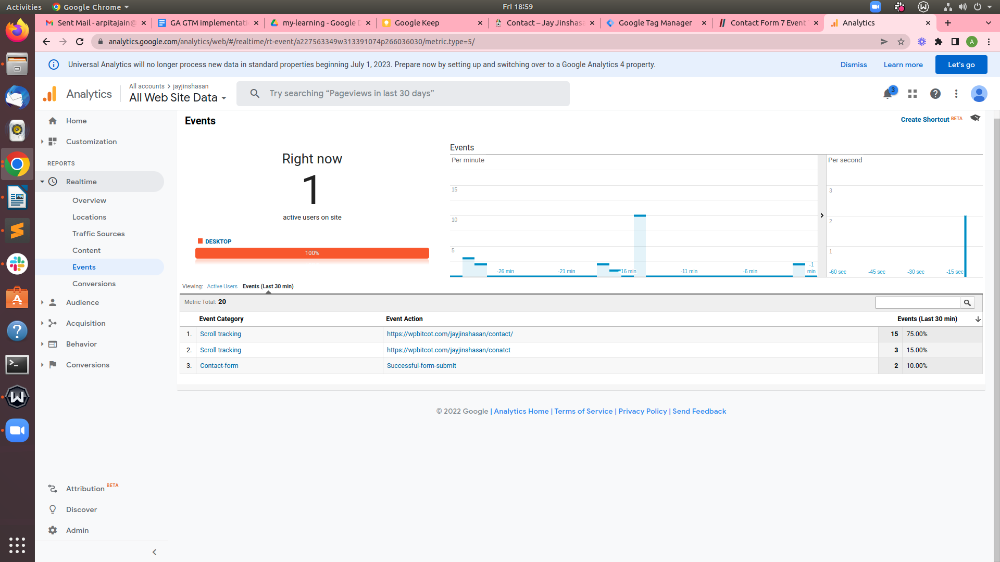 Activities Google Chrome Fri 18:59
Sent Mail - arpitajain@ GA GTM implementati my-learning - Google D Google Keep Contact – Jay Jinshasa Google Tag Manager Contact Form 7 Event Analytics
analytics.google.com/analytics/web/#/realtime/rt-event/a227563349w313391074p266036030/metric.type=5/ A
Universal Analytics will no longer process new data in standard properties beginning July 1, 2023. Prepare now by setting up and switching over to a Google Analytics 4 property. Dismiss Learn more Let's go
Analytics
All accounts > jayjinshasan
All Web Site Data
Try searching “Pageviews in last 30 days”
3
Home
Customization
REPORTS
Realtime
Overview
Locations
Traffic Sources
Content
Events
Conversions
Audience
Acquisition
Behavior
Conversions
Attribution BETA
Discover
Admin
Events
Create Shortcut BETA
Right now
1
active users on site
DESKTOP
100%
Events
Per minute
15
10
5
-26 min -21 min -16 min -11 min -6 min -1 min
Per second
3
2
1
-60 sec -45 sec -30 sec -15 sec
Viewing: Active Users Events (Last 30 min)
Metric Total: 20
Event Category Event Action Events (Last 30 min)
1. Scroll tracking https://wpbitcot.com/jayjinshasan/contact/ 15 75.00%
2. Scroll tracking https://wpbitcot.com/jayjinshasan/conatct 3 15.00%
3. Contact-form Successful-form-submit 2 10.00%
© 2022 Google | Analytics Home | Terms of Service | Privacy Policy | Send Feedback